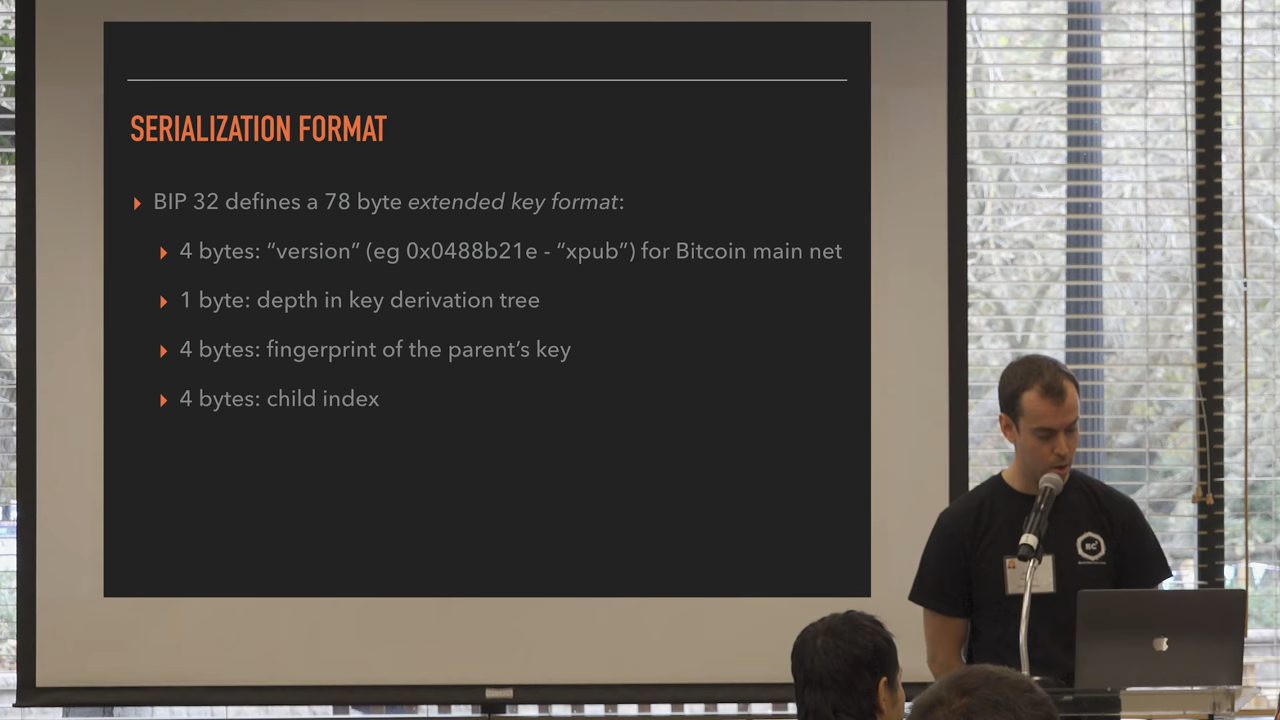 SERIALIZATION FORMAT
BIP 32 defines a 78 byte extended key format:
4 bytes: “version” (eg 0x0488b21e - “xpub”) for Bitcoin main net
1 byte: depth in key derivation tree
4 bytes: fingerprint of the parent’s key
4 bytes: child index